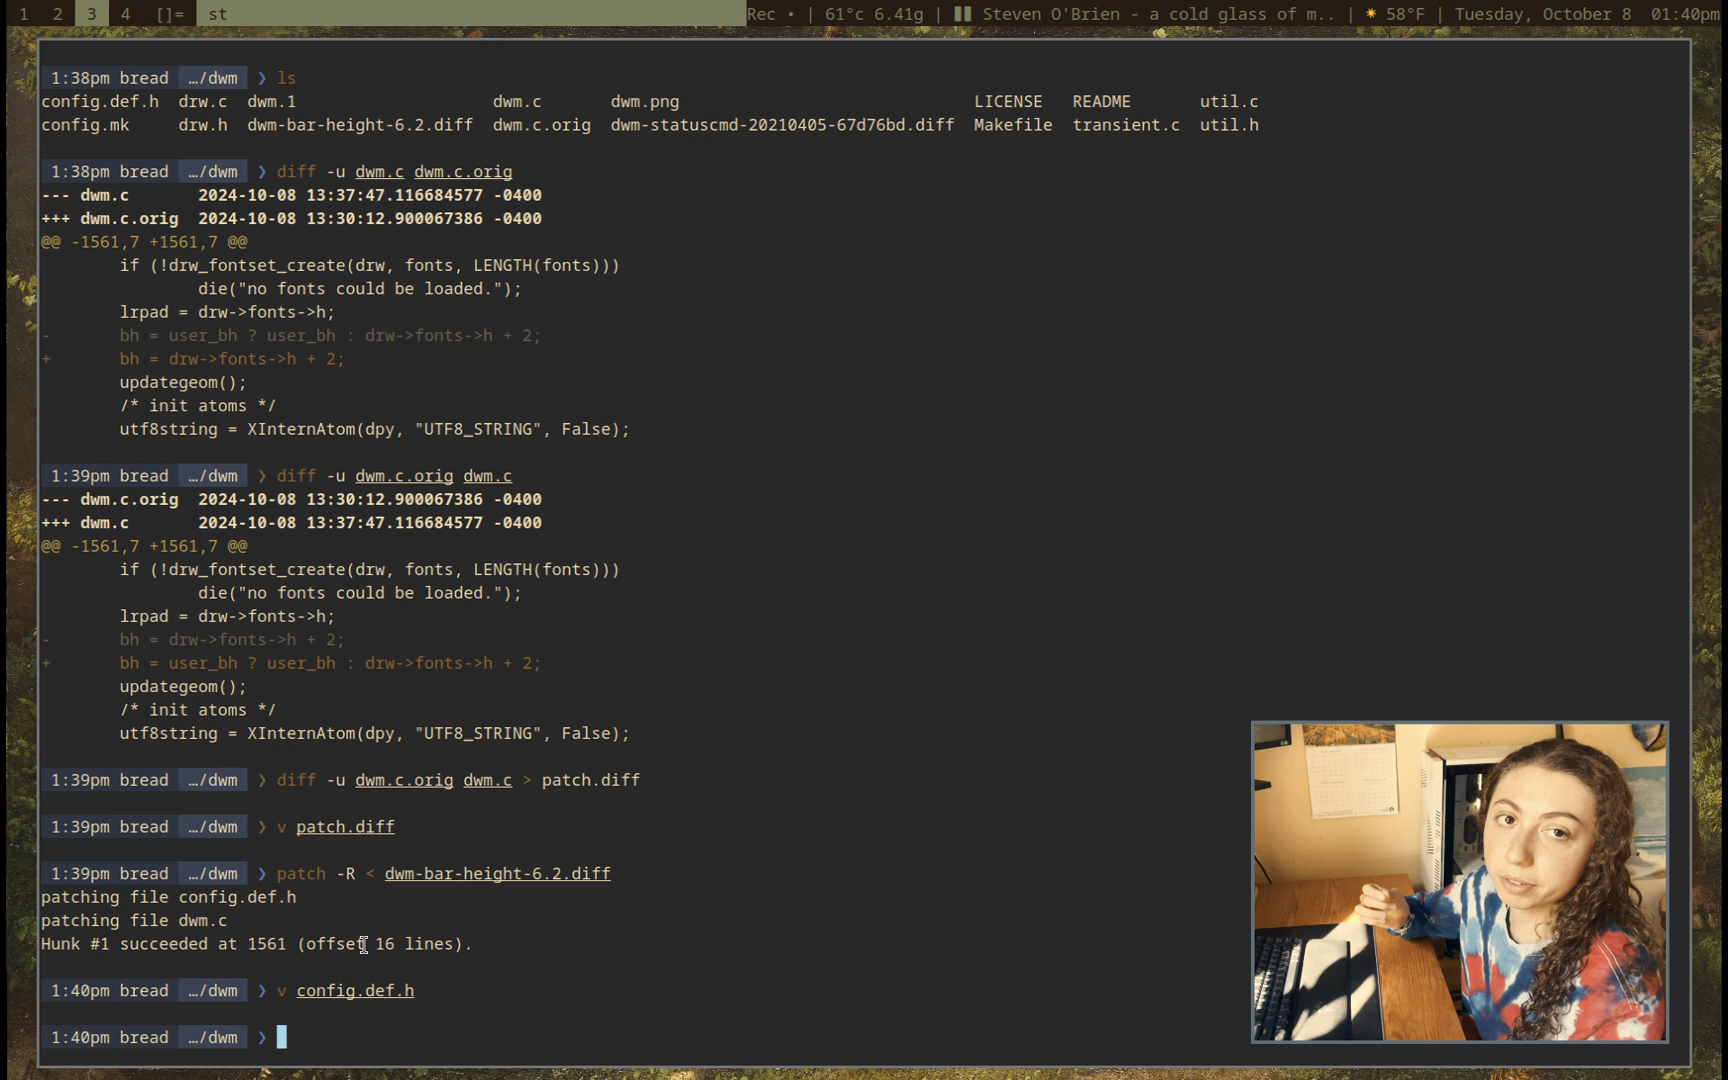 1 2 3 4 []= st Rec • | 61°c 6.41g | Steven O'Brien - a cold glass of m.. | 58°F | Tuesday, October 8 01:40pm
1:38pm bread …/dwm ❯ ls
config.def.h drw.c dwm.1 dwm.c dwm.png LICENSE README util.c
config.mk drw.h dwm-bar-height-6.2.diff dwm.c.orig dwm-statuscmd-20210405-67d76bd.diff Makefile transient.c util.h
1:38pm bread …/dwm ❯ diff -u dwm.c dwm.c.orig
--- dwm.c 2024-10-08 13:37:47.116684577 -0400
+++ dwm.c.orig 2024-10-08 13:30:12.900067386 -0400
@@ -1561,7 +1561,7 @@
if (!drw_fontset_create(drw, fonts, LENGTH(fonts)))
die("no fonts could be loaded.");
lrpad = drw->fonts->h;
- bh = user_bh ? user_bh : drw->fonts->h + 2;
+ bh = drw->fonts->h + 2;
updategeom();
/* init atoms */
utf8string = XInternAtom(dpy, "UTF8_STRING", False);
1:39pm bread …/dwm ❯ diff -u dwm.c.orig dwm.c
--- dwm.c.orig 2024-10-08 13:30:12.900067386 -0400
+++ dwm.c 2024-10-08 13:37:47.116684577 -0400
@@ -1561,7 +1561,7 @@
if (!drw_fontset_create(drw, fonts, LENGTH(fonts)))
die("no fonts could be loaded.");
lrpad = drw->fonts->h;
- bh = drw->fonts->h + 2;
+ bh = user_bh ? user_bh : drw->fonts->h + 2;
updategeom();
/* init atoms */
utf8string = XInternAtom(dpy, "UTF8_STRING", False);
1:39pm bread …/dwm ❯ diff -u dwm.c.orig dwm.c > patch.diff
1:39pm bread …/dwm ❯ v patch.diff
1:39pm bread …/dwm ❯ patch -R < dwm-bar-height-6.2.diff
patching file config.def.h
patching file dwm.c
Hunk #1 succeeded at 1561 (offset 16 lines).
1:40pm bread …/dwm ❯ v config.def.h
1:40pm bread …/dwm ❯